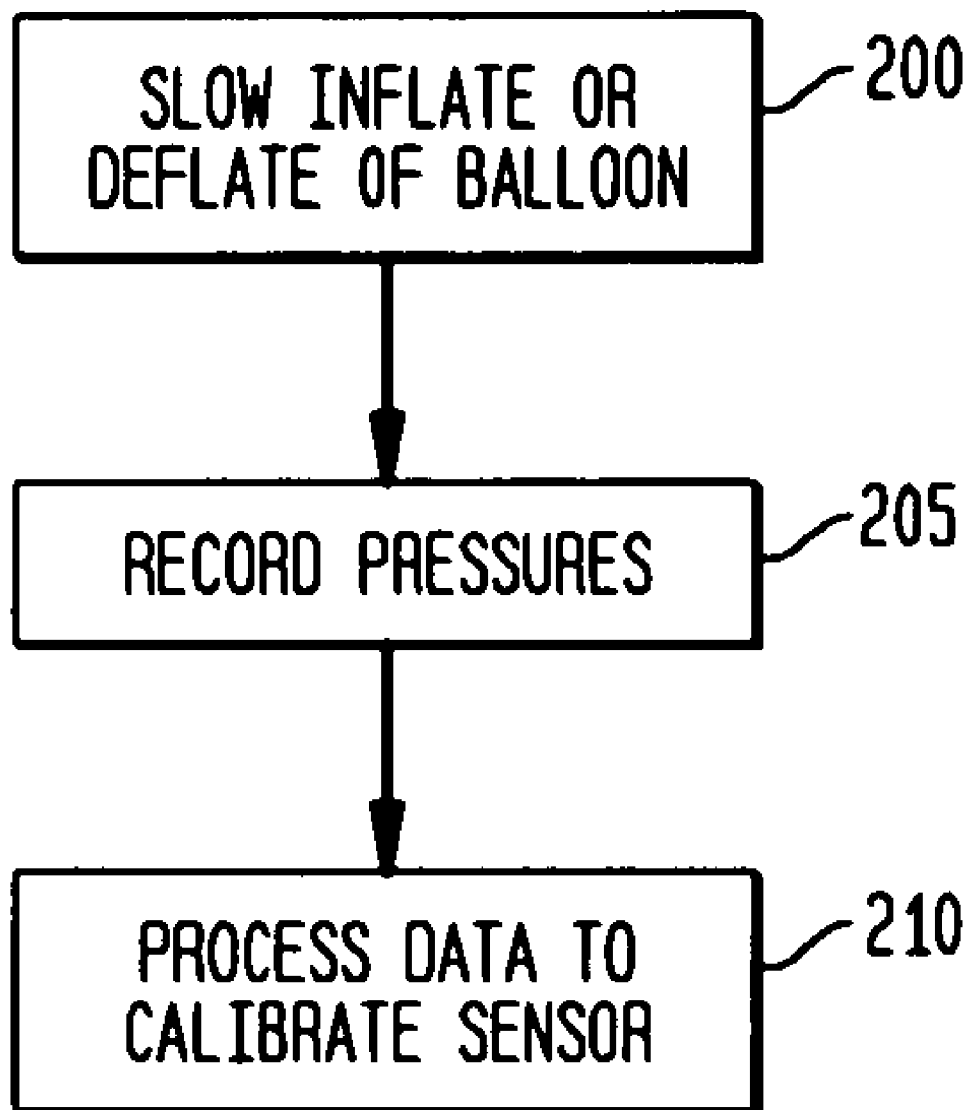 SLOW INFLATE OR
DEFLATE OF BALLOON
200
RECORD PRESSURES
205
PROCESS DATA TO
CALIBRATE SENSOR
210